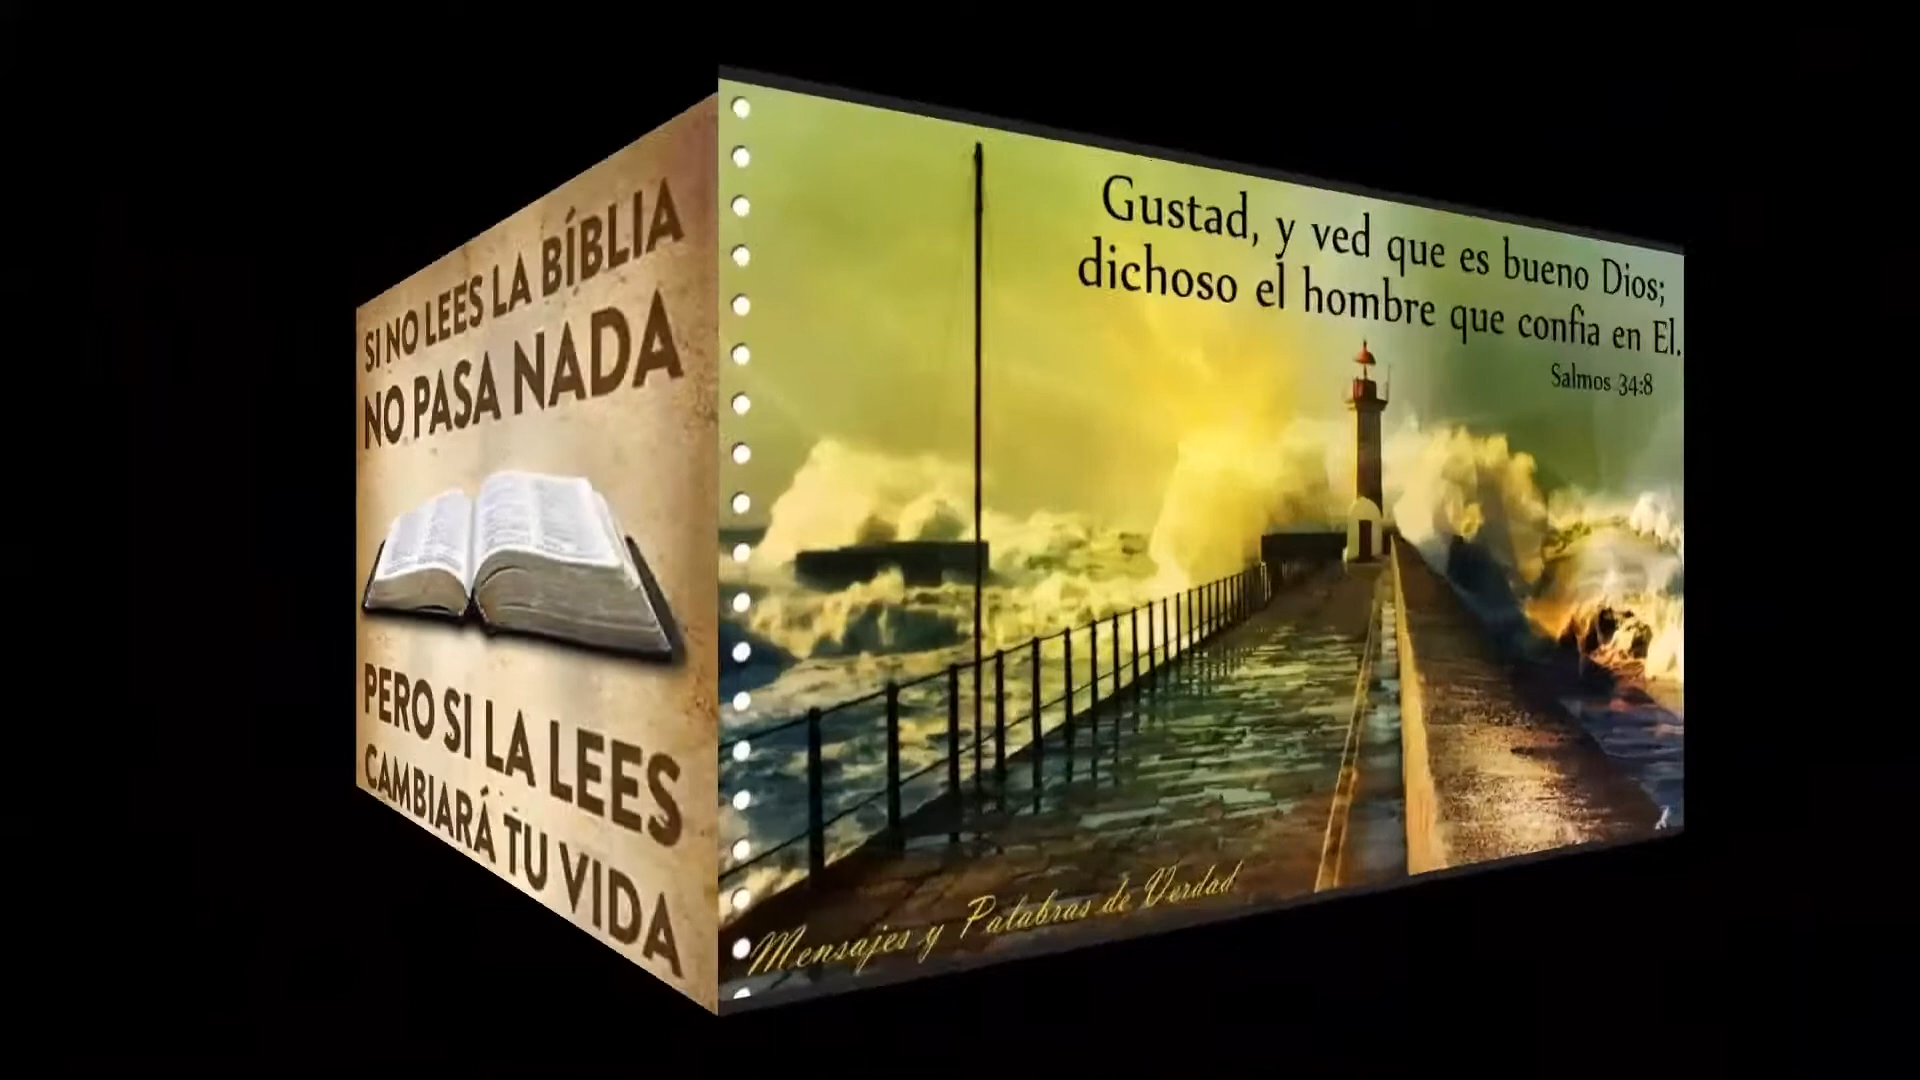 SI NO LEES LA BÍBLIA
NO PASA NADA
PERO SI LA LEES
CAMBIARÁ TU VIDA
Gustad, y ved que es bueno Dios;
dichoso el hombre que confia en El.
Salmos 34:8
Mensajes y Palabras de Verdad